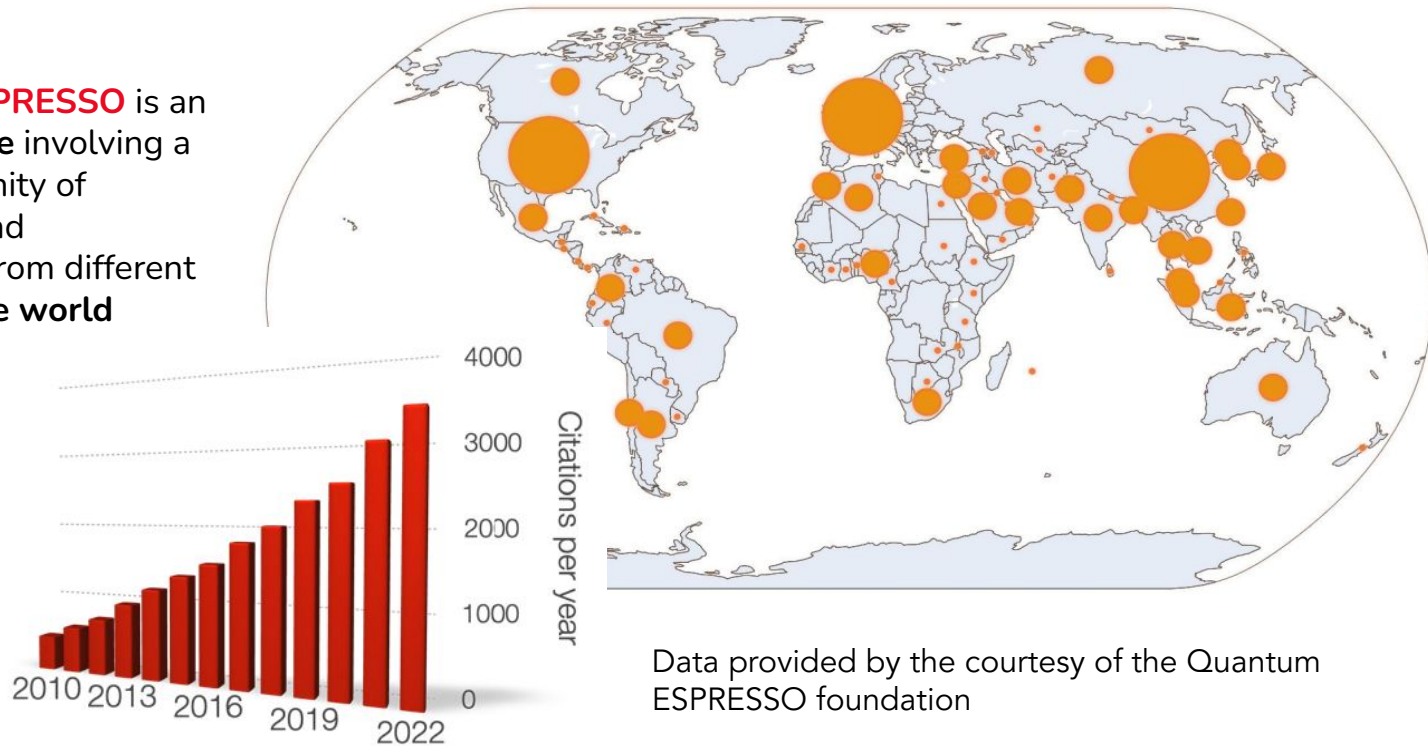 PRESSO is an
e involving a
nity of
nd
from different
e world
4000
3000
2000
1000
0
Citations per year
2010 2013 2016 2019 2022
Data provided by the courtesy of the Quantum
ESPRESSO foundation